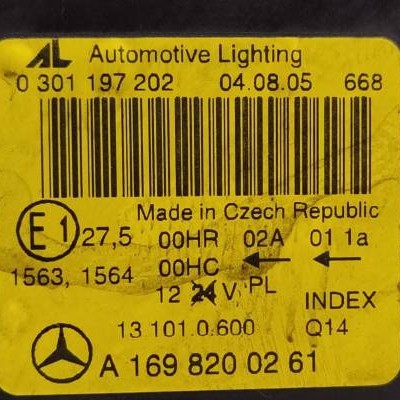 AL Automotive Lighting
0 301 197 202 04.08.05 668
Made in Czech Republic
E1 27,5 00HR 02A 01 1a
1563, 1564 00HC ← ←
12 24 V, PL INDEX
13 101.0.600 Q14
A 169 820 02 61